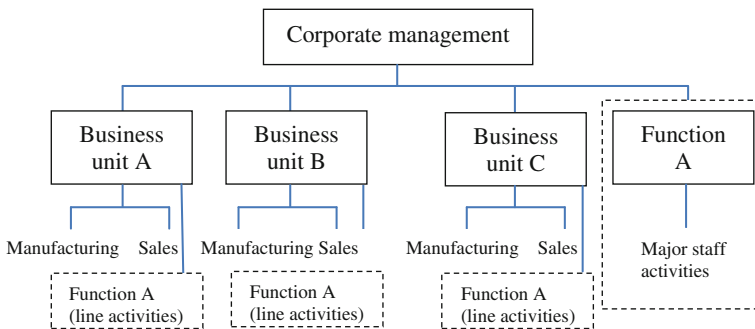 Corporate management
Business
unit A
Business
unit B
Business
unit C
Function
A
Manufacturing Sales
Manufacturing Sales
Manufacturing Sales
Major staff
activities
Function A
(line activities)
Function A
(line activities)
Function A
(line activities)